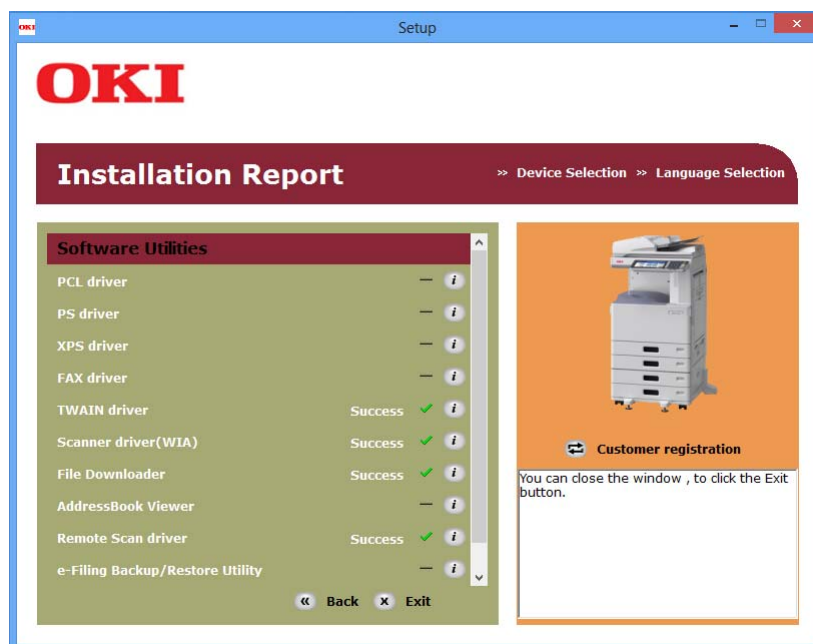 OKI
Setup
OKI
Installation Report
» Device Selection » Language Selection
Software Utilities
PCL driver
PS driver
XPS driver
FAX driver
TWAIN driver Success
Scanner driver(WIA) Success
File Downloader Success
AddressBook Viewer
Remote Scan driver Success
e-Filing Backup/Restore Utility
Back Exit
OKI
Customer registration
You can close the window , to click the Exit
button.